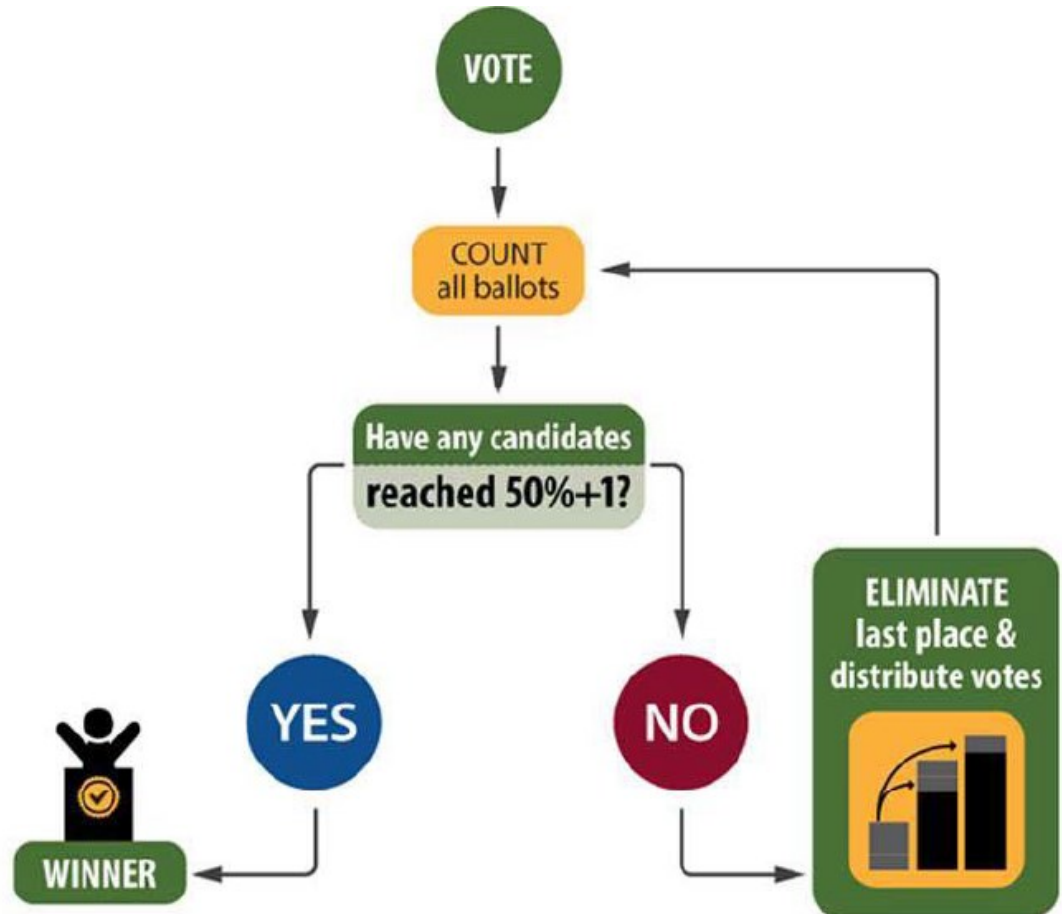 VOTE
COUNT
all ballots
Have any candidates
reached 50%+1?
YES
NO
ELIMINATE
last place &
distribute votes
WINNER